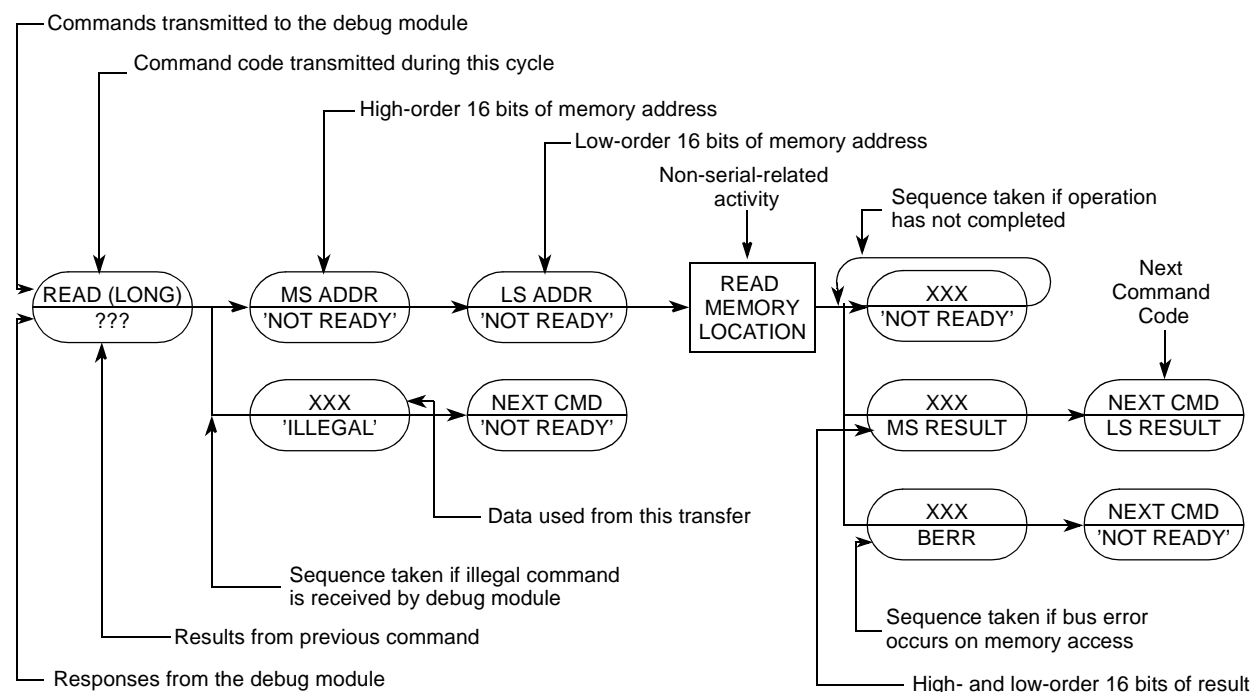 Commands transmitted to the debug module
Command code transmitted during this cycle
High-order 16 bits of memory address
Low-order 16 bits of memory address
Non-serial-related
activity
Sequence taken if operation
has not completed
Next
Command
Code
READ (LONG)
???
MS ADDR
'NOT READY'
LS ADDR
'NOT READY'
READ
MEMORY
LOCATION
XXX
'NOT READY'
XXX
'ILLEGAL'
NEXT CMD
'NOT READY'
XXX
MS RESULT
NEXT CMD
LS RESULT
XXX
BERR
NEXT CMD
'NOT READY'
Data used from this transfer
Sequence taken if illegal command
is received by debug module
Results from previous command
Responses from the debug module
Sequence taken if bus error
occurs on memory access
High- and low-order 16 bits of result